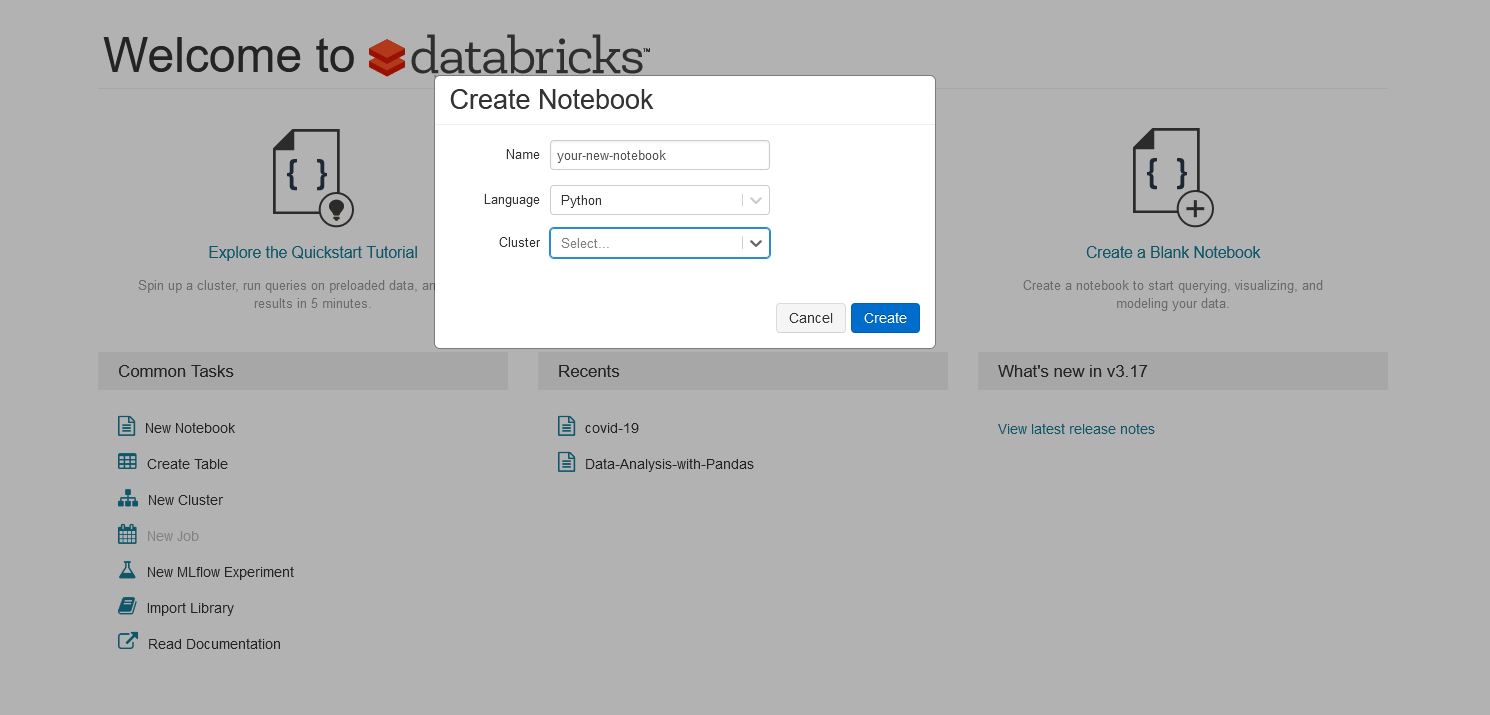 Welcome to databricks™
Create Notebook
Name
your-new-notebook
Language
Python
Cluster
Select...
Cancel
Create
{ }
Explore the Quickstart Tutorial
Spin up a cluster, run queries on preloaded data,
results in 5 minutes.
{ }
Create a Blank Notebook
Create a notebook to start querying, visualizing, and
modeling your data.
Common Tasks
New Notebook
Create Table
New Cluster
New Job
New MLflow Experiment
Import Library
Read Documentation
Recents
covid-19
Data-Analysis-with-Pandas
What's new in v3.17
View latest release notes